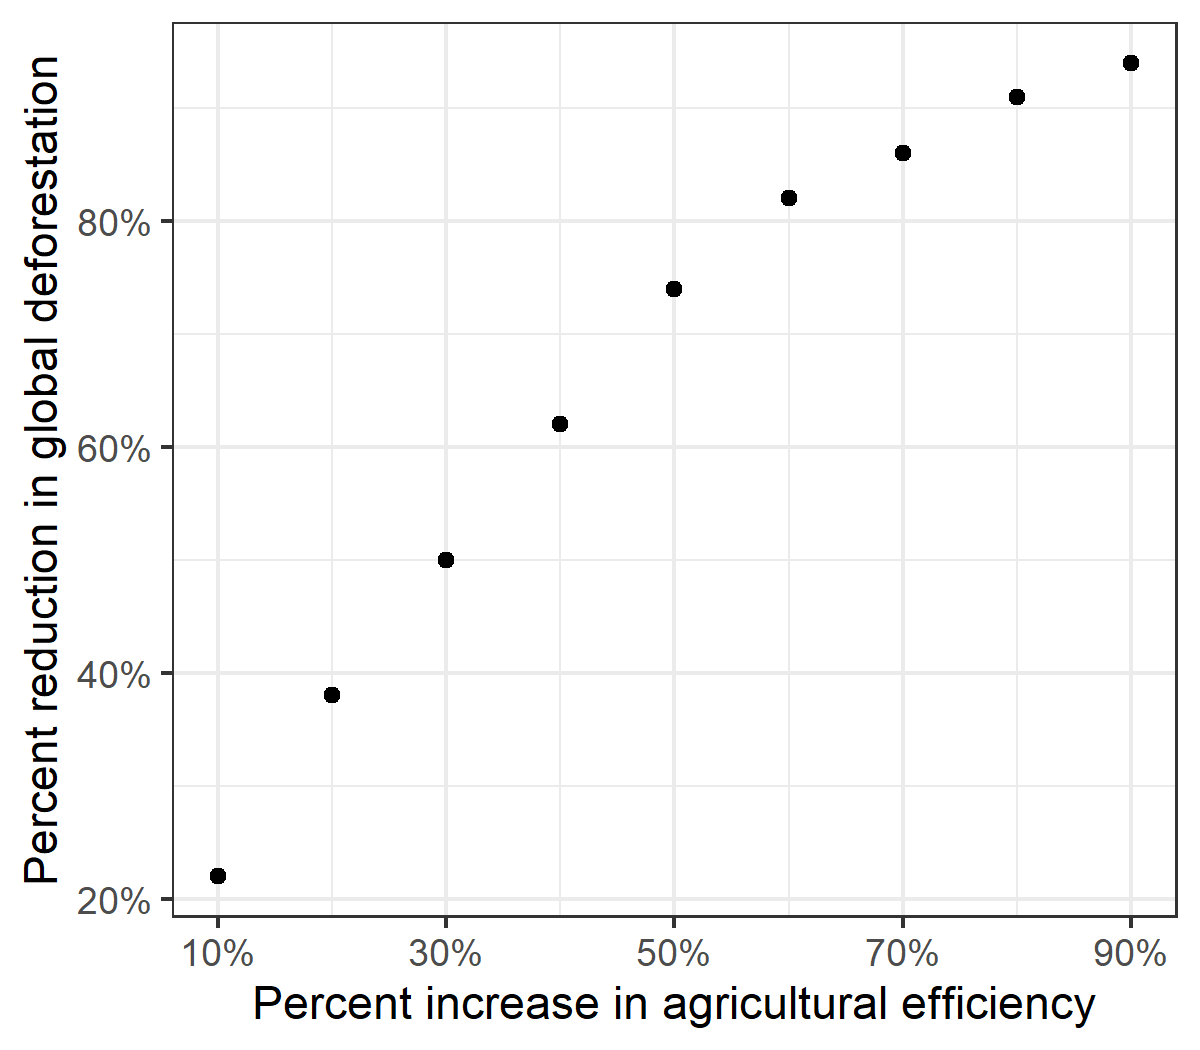 Percent reduction in global deforestation
80%
60%
40%
20%
10% 30% 50% 70% 90%
Percent increase in agricultural efficiency